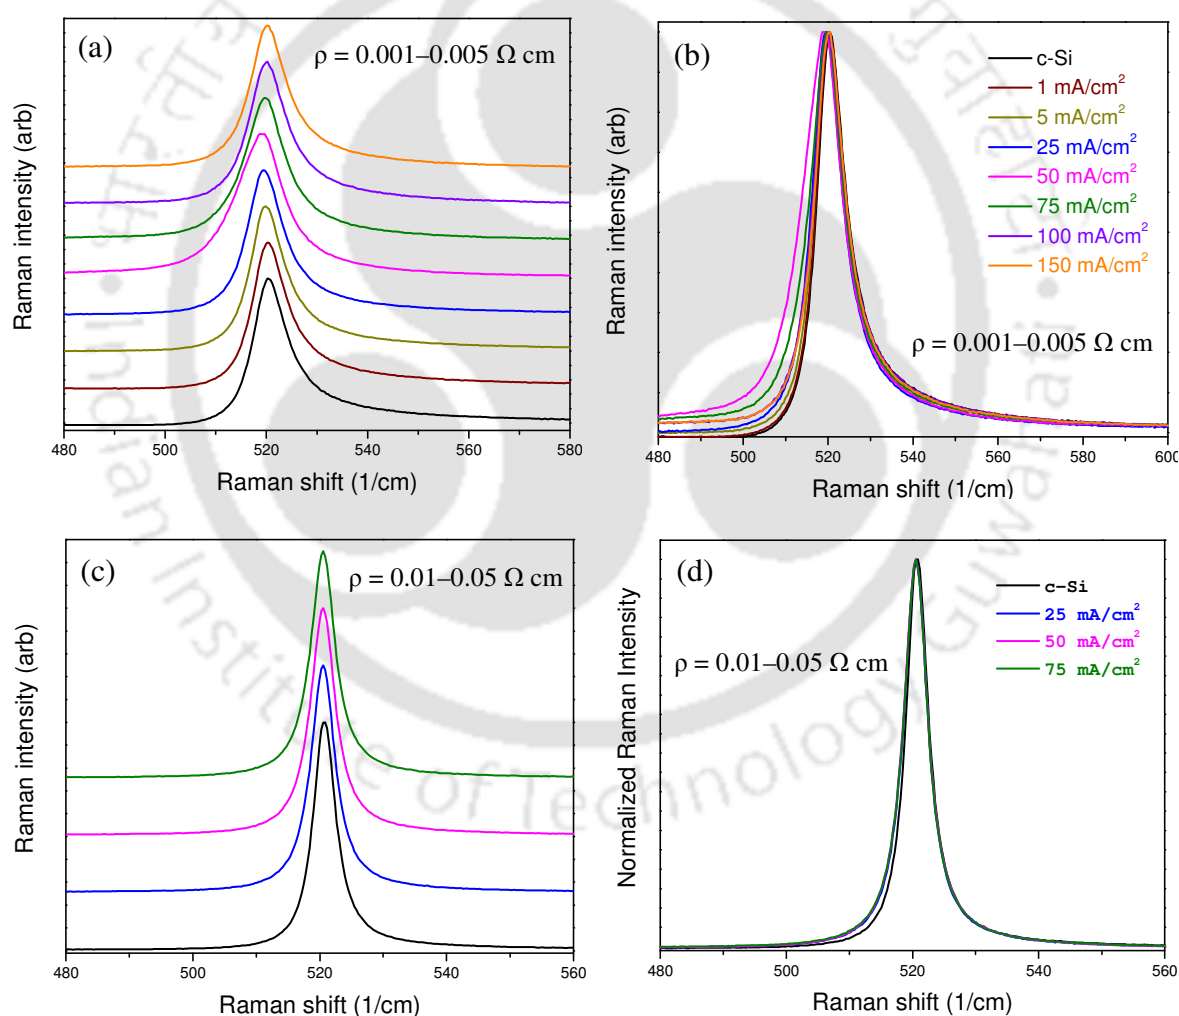 (a)
ρ = 0.001–0.005 Ω cm
Raman intensity (arb)
480 500 520 540 560 580
Raman shift (1/cm)
(b)
c-Si
1 mA/cm²
5 mA/cm²
25 mA/cm²
50 mA/cm²
75 mA/cm²
100 mA/cm²
150 mA/cm²
ρ = 0.001–0.005 Ω cm
Raman intensity (arb)
480 500 520 540 560 580 600
Raman shift (1/cm)
(c)
ρ = 0.01–0.05 Ω cm
Raman intensity (arb)
480 500 520 540 560
Raman shift (1/cm)
(d)
c-Si
25 mA/cm²
50 mA/cm²
75 mA/cm²
ρ = 0.01–0.05 Ω cm
Normalized Raman Intensity
480 500 520 540 560
Raman shift (1/cm)
Indian Institute of Technology Guwahati